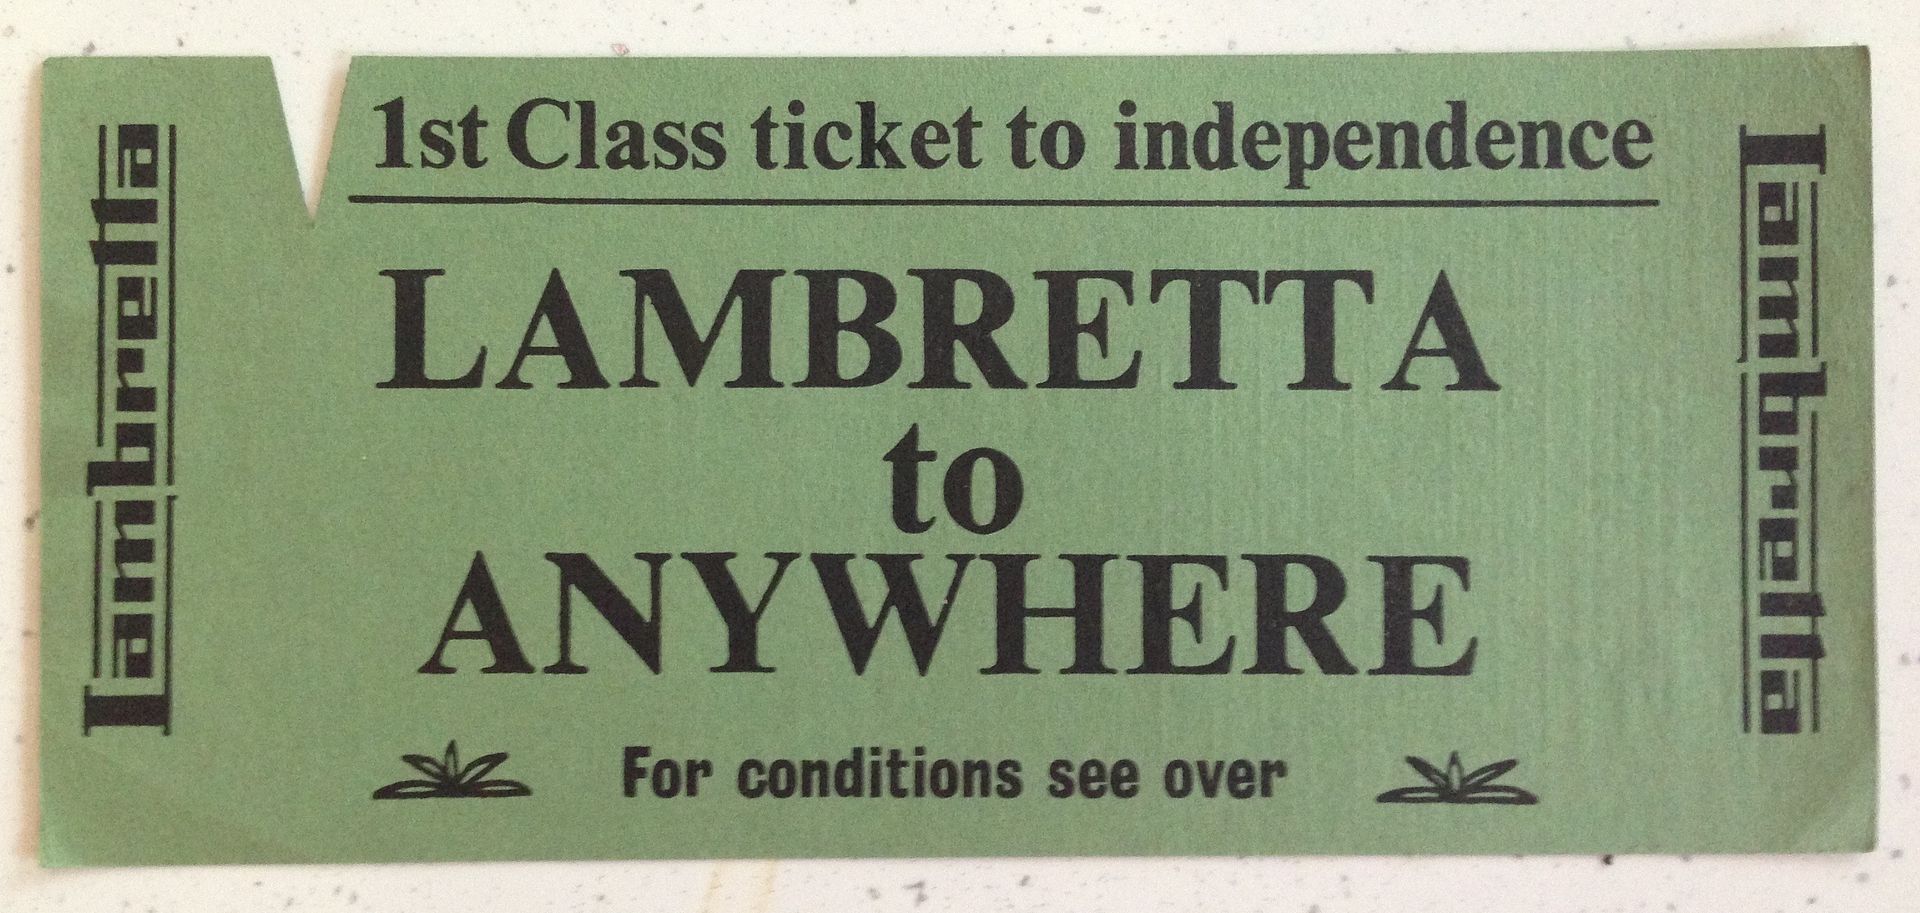 Lambretta
1st Class ticket to independence
LAMBRETTA
to
ANYWHERE
For conditions see over
Lambretta